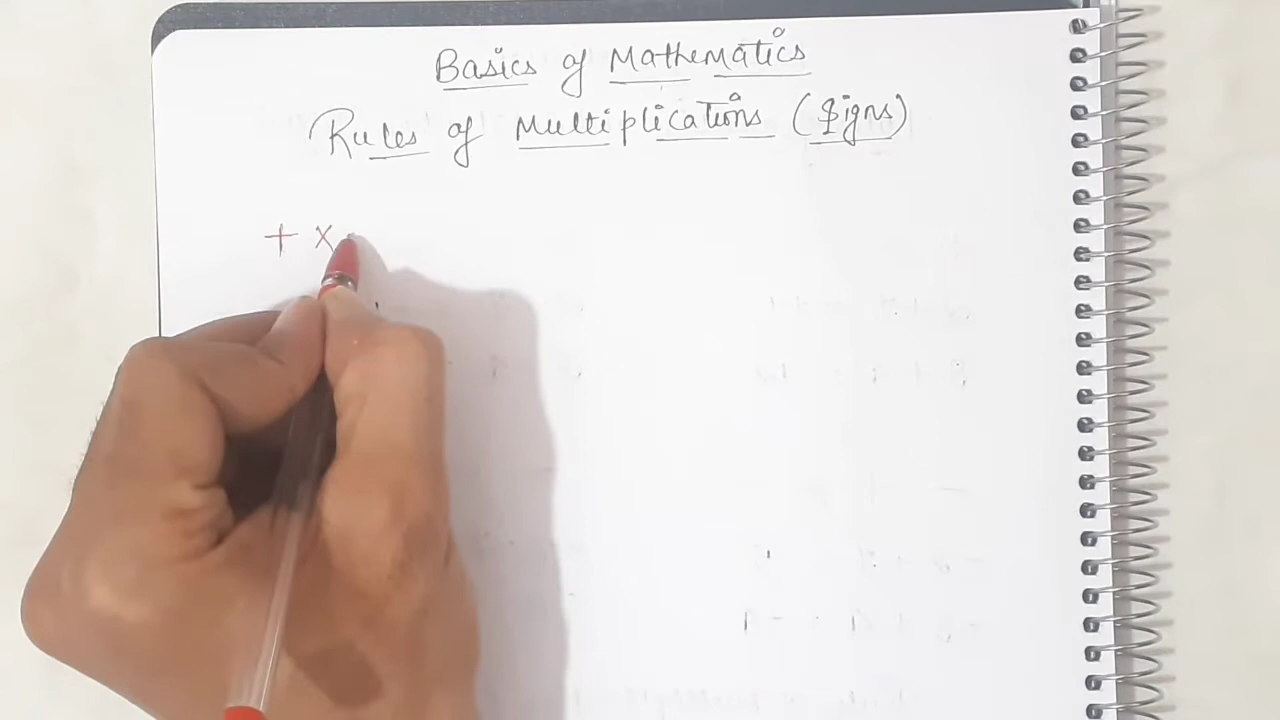 Basics of Mathematics
Rules of Multiplications (Signs)
+ ×